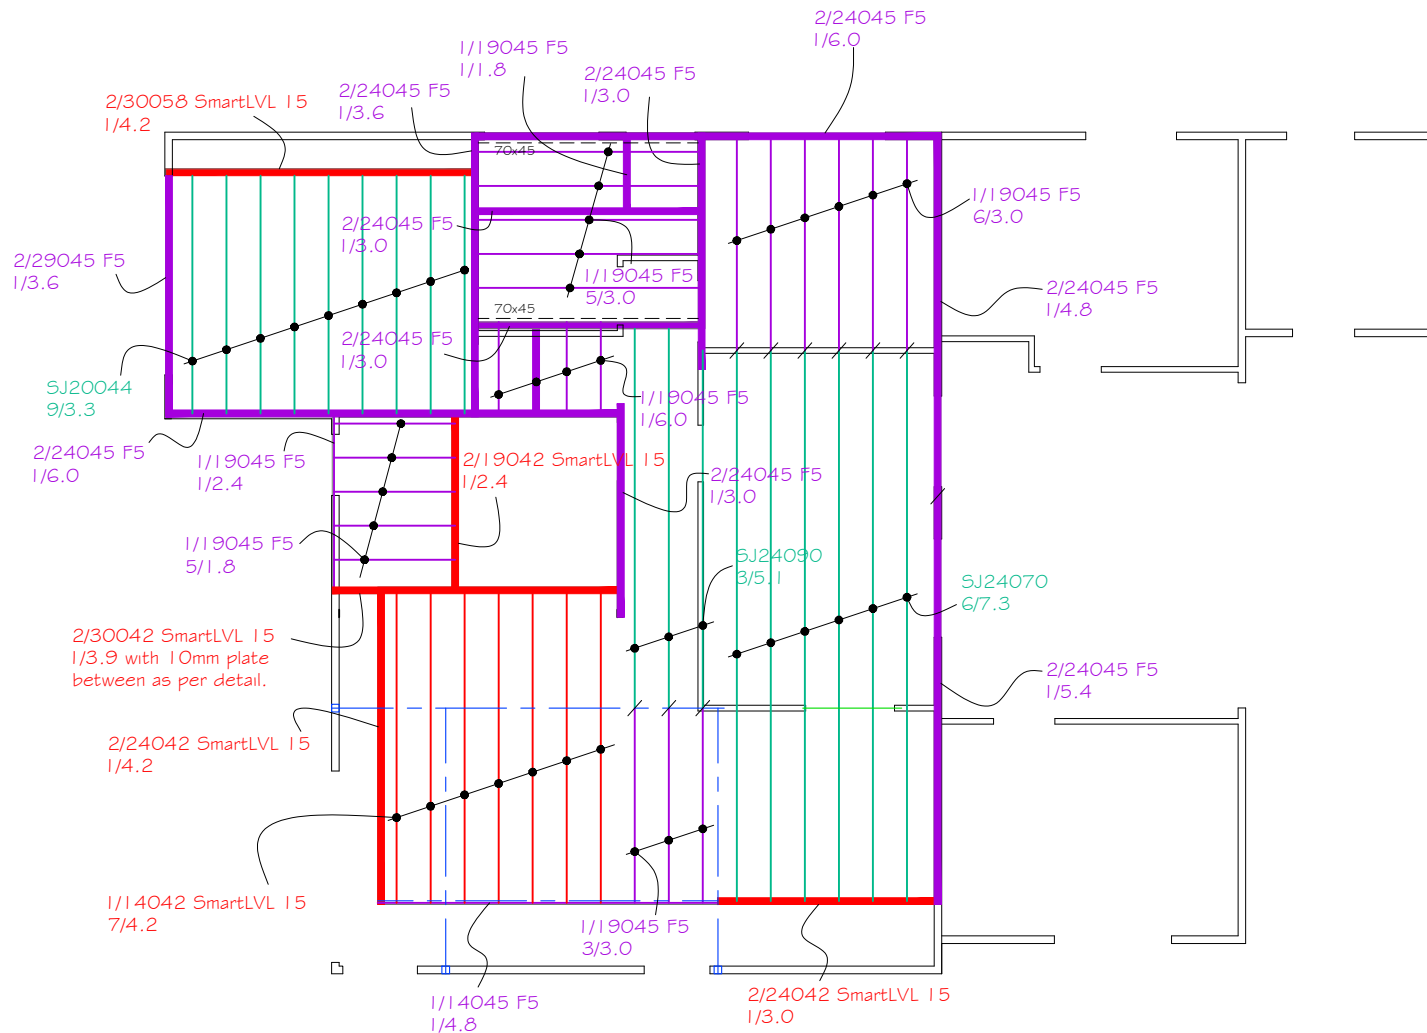 2/24045 F5
1/6.0
1/19045 F5
1/1.8
2/24045 F5
1/3.0
2/24045 F5
1/3.6
2/30058 SmartLVL 15
1/4.2
70x45
1/19045 F5
6/3.0
2/24045 F5
1/3.0
2/29045 F5
1/3.6
1/19045 F5
5/3.0
2/24045 F5
1/4.8
70x45
2/24045 F5
1/3.0
SJ20044
9/3.3
1/19045 F5
1/6.0
2/24045 F5
1/6.0
1/19045 F5
1/2.4
2/19042 SmartLVL 15
1/2.4
2/24045 F5
1/3.0
1/19045 F5
5/1.8
SJ24090
3/5.1
SJ24070
6/7.3
2/30042 SmartLVL 15
1/3.9 with 10mm plate
between as per detail.
2/24045 F5
1/5.4
2/24042 SmartLVL 15
1/4.2
1/14042 SmartLVL 15
7/4.2
1/19045 F5
3/3.0
1/14045 F5
1/4.8
2/24042 SmartLVL 15
1/3.0